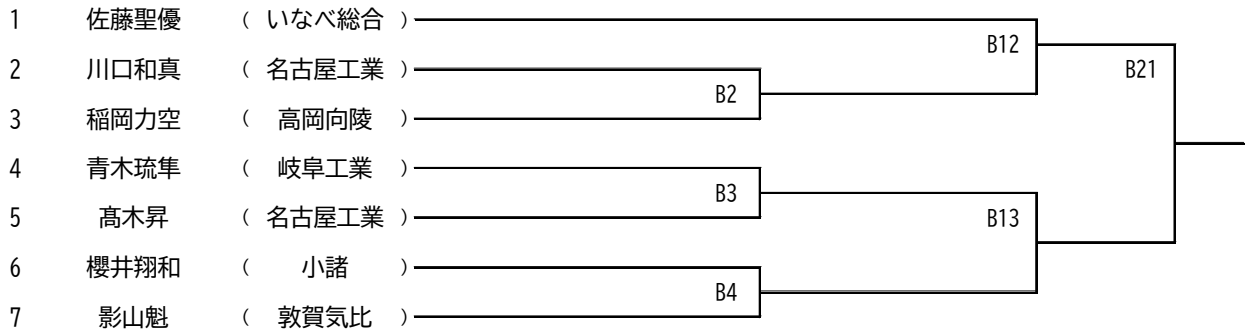 1 佐藤聖優 （ いなべ総合 ）
B12
2 川口和真 （ 名古屋工業 ）
B21
B2
3 稲岡力空 （ 高岡向陵 ）
4 青木琉隼 （ 岐阜工業 ）
B3
5 髙木昇 （ 名古屋工業 ）
B13
6 櫻井翔和 （ 小諸 ）
B4
7 影山魁 （ 敦賀気比 ）